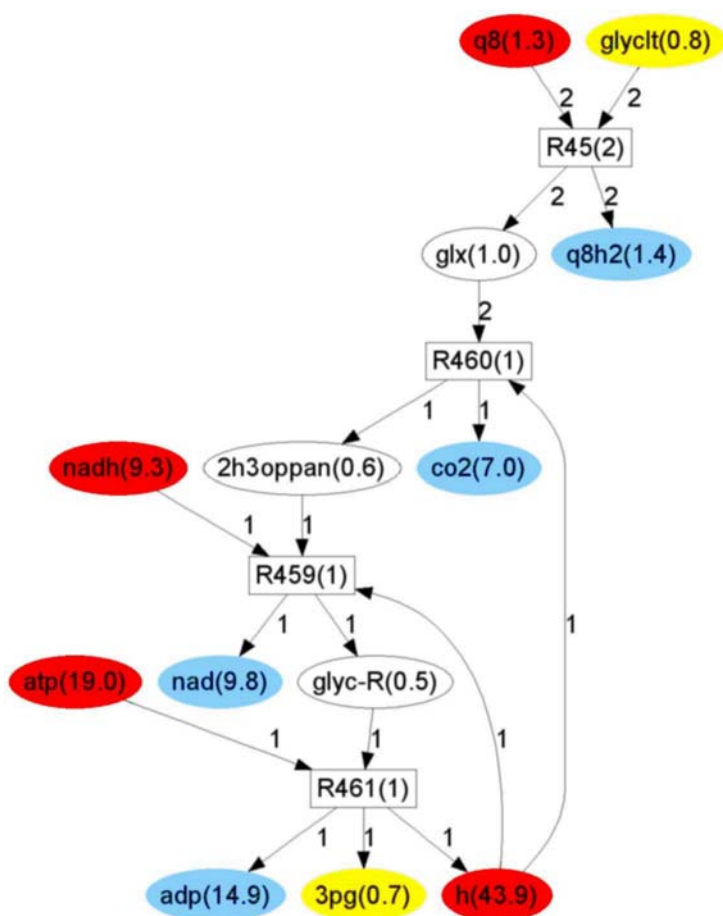 q8(1.3) glyclt(0.8)
2 2
R45(2)
2 2
glx(1.0) q8h2(1.4)
2
R460(1)
1 1
nadh(9.3) 2h3oppan(0.6) co2(7.0)
1 1
R459(1)
1 1 1
atp(19.0) nad(9.8) glyc-R(0.5)
1 1 1
R461(1)
1 1 1
adp(14.9) 3pg(0.7) h(43.9)